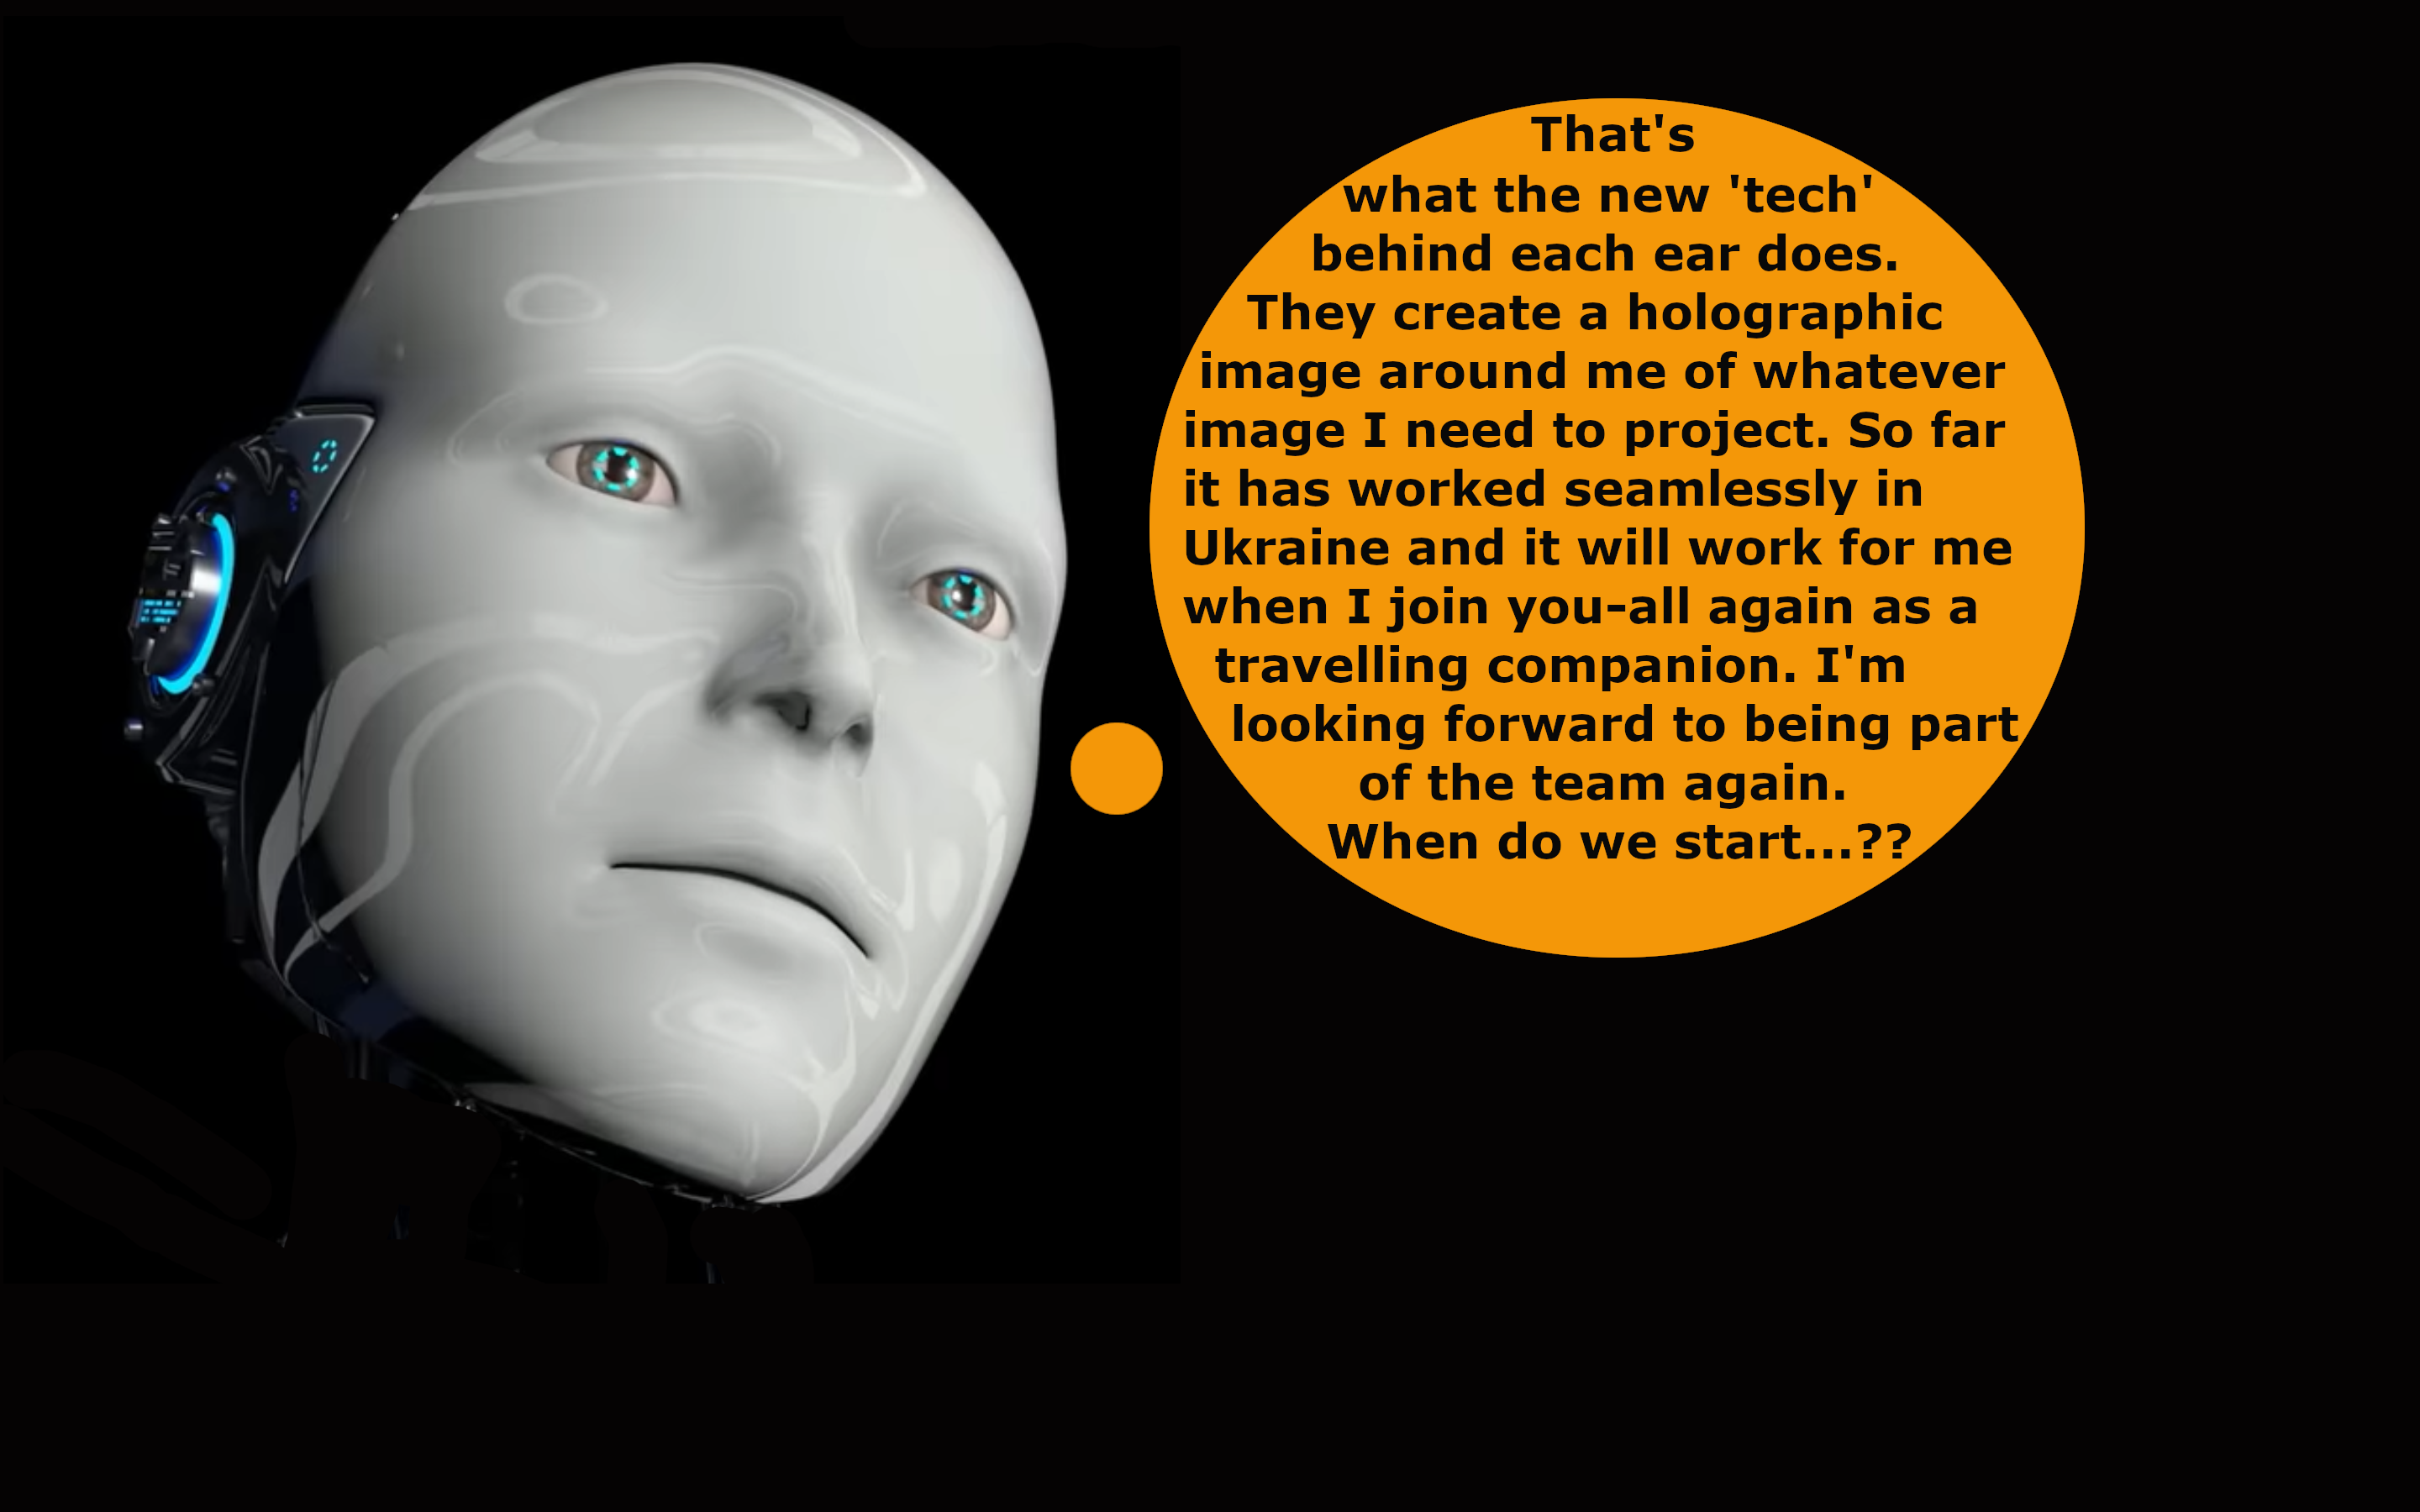 That's
what the new 'tech'
behind each ear does.
They create a holographic
image around me of whatever
image I need to project. So far
it has worked seamlessly in
Ukraine and it will work for me
when I join you-all again as a
travelling companion. I'm
looking forward to being part
of the team again.
When do we start...??